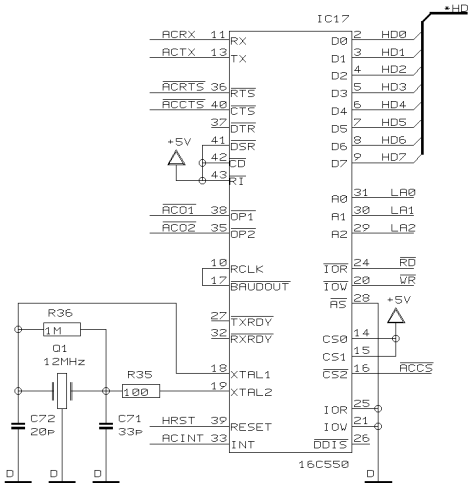 *HD
IC17
ACRX 11 RX D0 2 HD0
ACTX 13 TX D1 3 HD1
D2 4 HD2
ACRTS 36 RTS D3 5 HD3
ACCTS 40 CTS D4 6 HD4
37 DTR D5 7 HD5
+5V 41 DSR D6 8 HD6
42 CD D7 9 HD7
43 RI
A0 31 LA0
ACO1 38 OP1 A1 30 LA1
ACO2 35 OP2 A2 29 LA2
10 RCLK IOR 24 RD
17 BAUDOUT IOW 20 WR
AS 28 +5V
27 TXRDY
32 RXRDY CS0 14
R36
1M CS1 15
Q1
12MHz
R35 18 XTAL1 CS2 16 ACCS
100 19 XTAL2
C72 C71 IOR 25
20p 33p
HRST 39 RESET IOW 21
ACINT 33 INT DDIS 26
D D D D
16C550